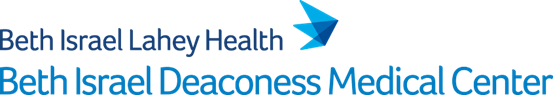 Beth Israel Lahey Health
Beth Israel Deaconess Medical Center